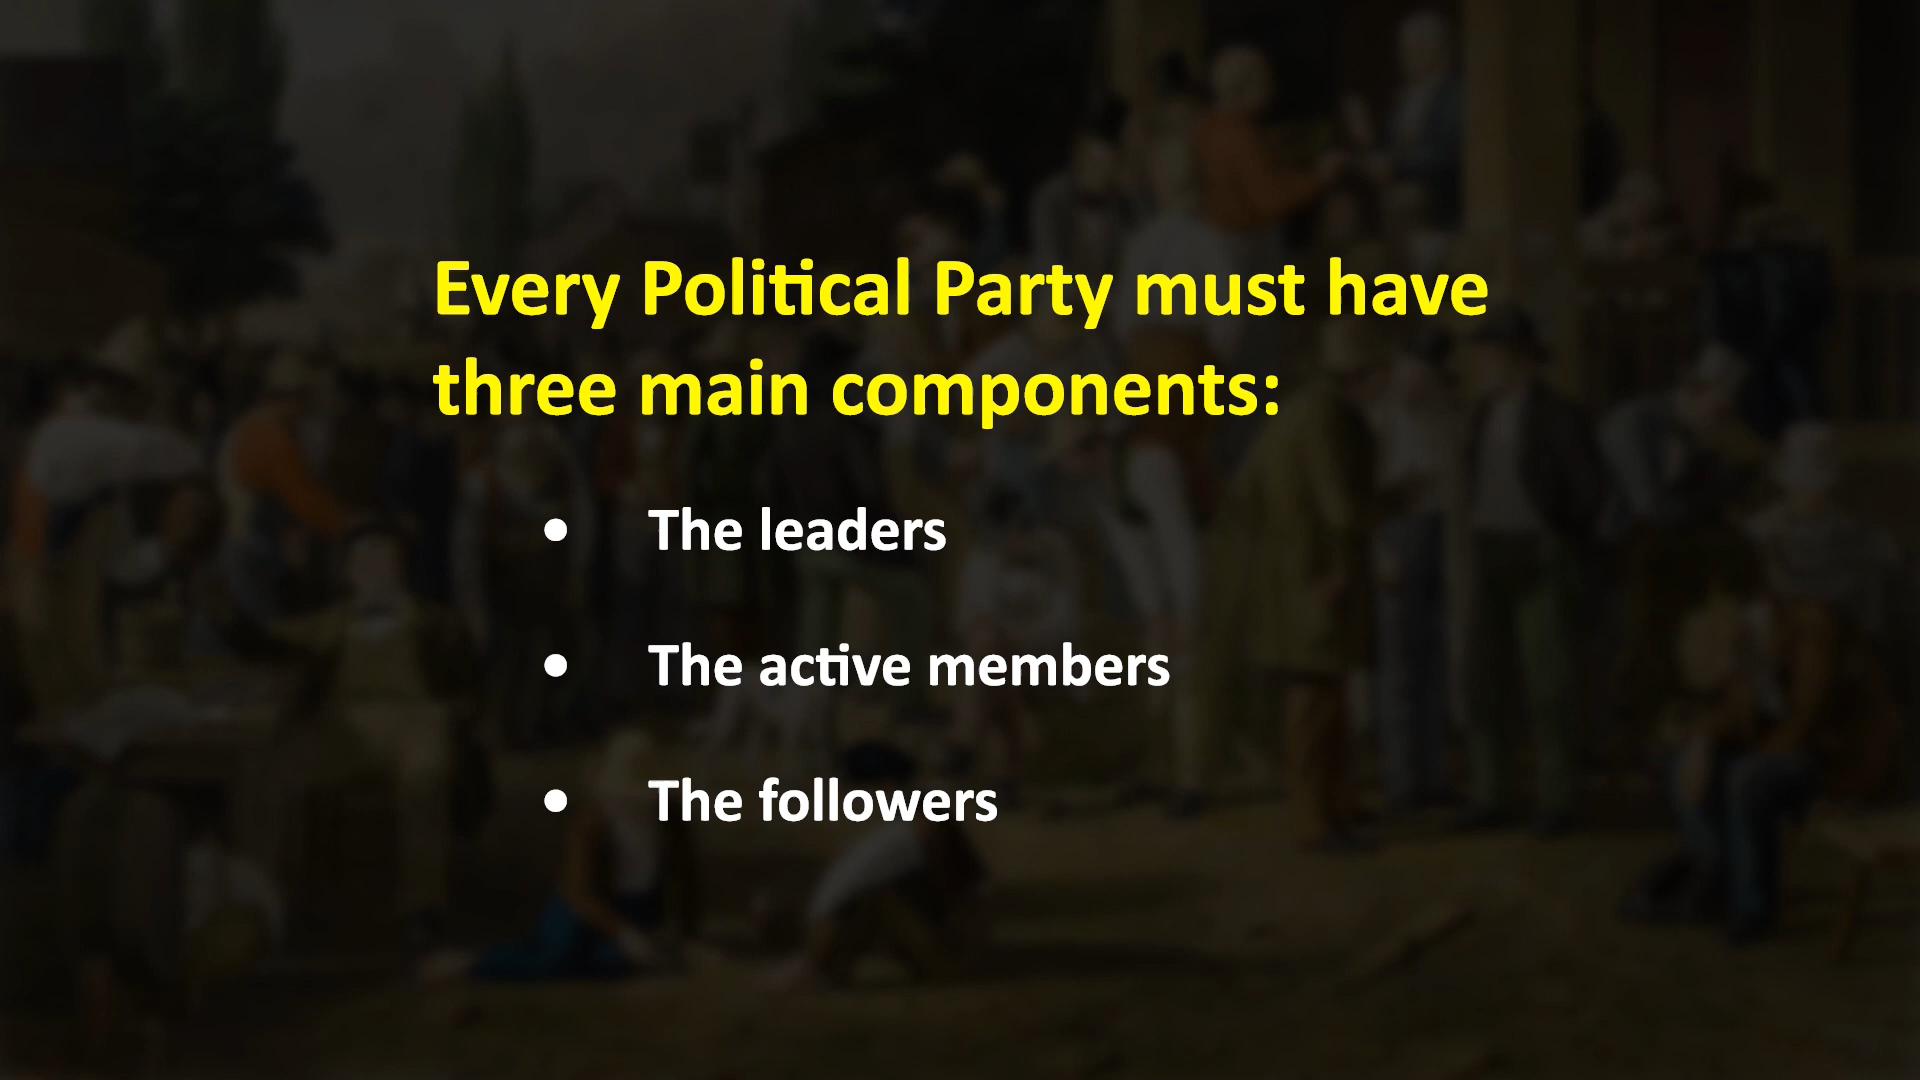 Every Political Party must have
three main components:
• The leaders
• The active members
• The followers